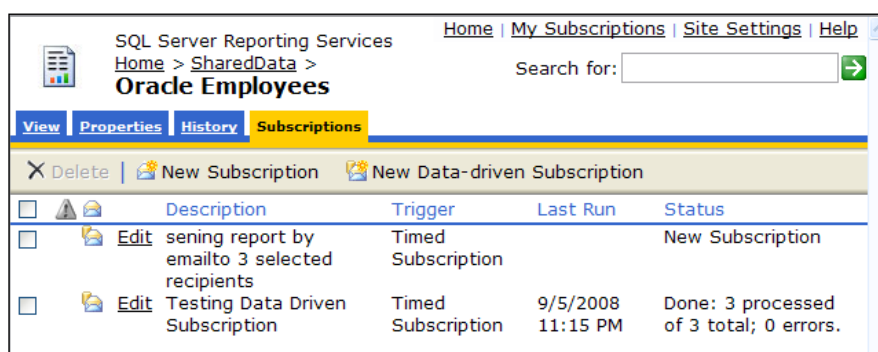 Home | My Subscriptions | Site Settings | Help
SQL Server Reporting Services
Home > SharedData >
Oracle Employees
Search for:
View Properties History Subscriptions
Delete | New Subscription New Data-driven Subscription
Description Trigger Last Run Status
Edit sening report by Timed New Subscription
emailto 3 selected Subscription
recipients
Edit Testing Data Driven Timed 9/5/2008 Done: 3 processed
Subscription Subscription 11:15 PM of 3 total; 0 errors.